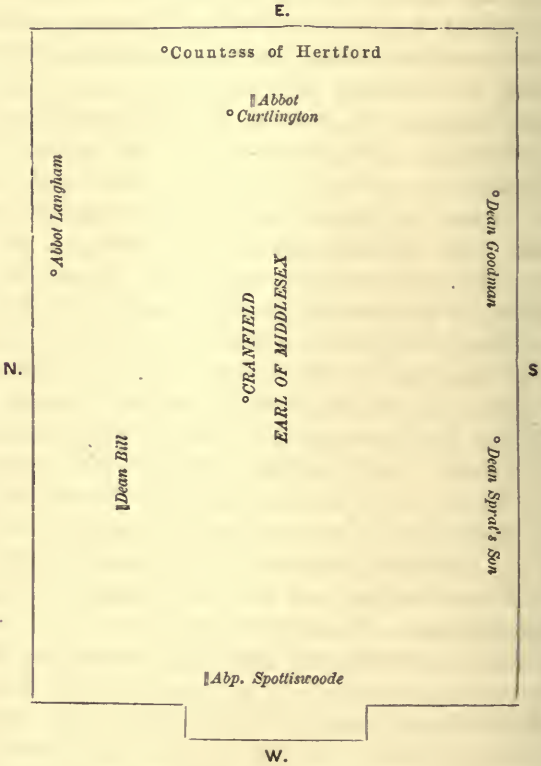 E.
°Countess of Hertford
Abbot
°Curtlington
°Abbot Langham
°Dean Goodman
°CRANFIELD
EARL OF MIDDLESEX
N.
S
Dean Bill
°Dean Sprat's Son
Abp. Spottiswoode
W.